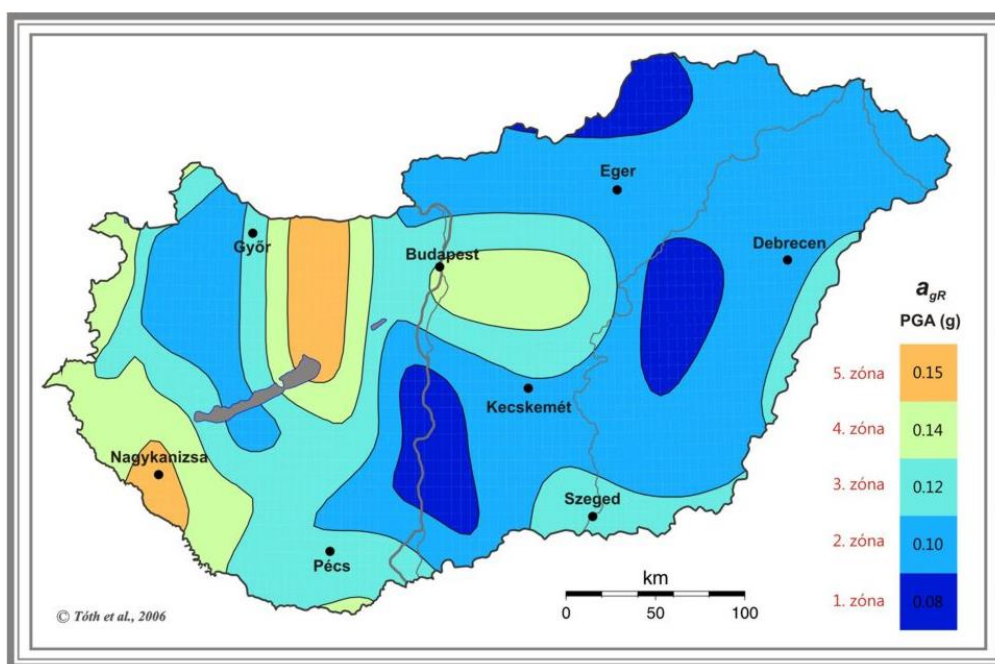 Eger
Győr
Budapest
Debrecen
Kecskemét
Nagykanizsa
Szeged
Pécs
a_gR
PGA (g)
5. zóna 0.15
4. zóna 0.14
3. zóna 0.12
2. zóna 0.10
1. zóna 0.08
km
0 50 100
© Tóth et al., 2006